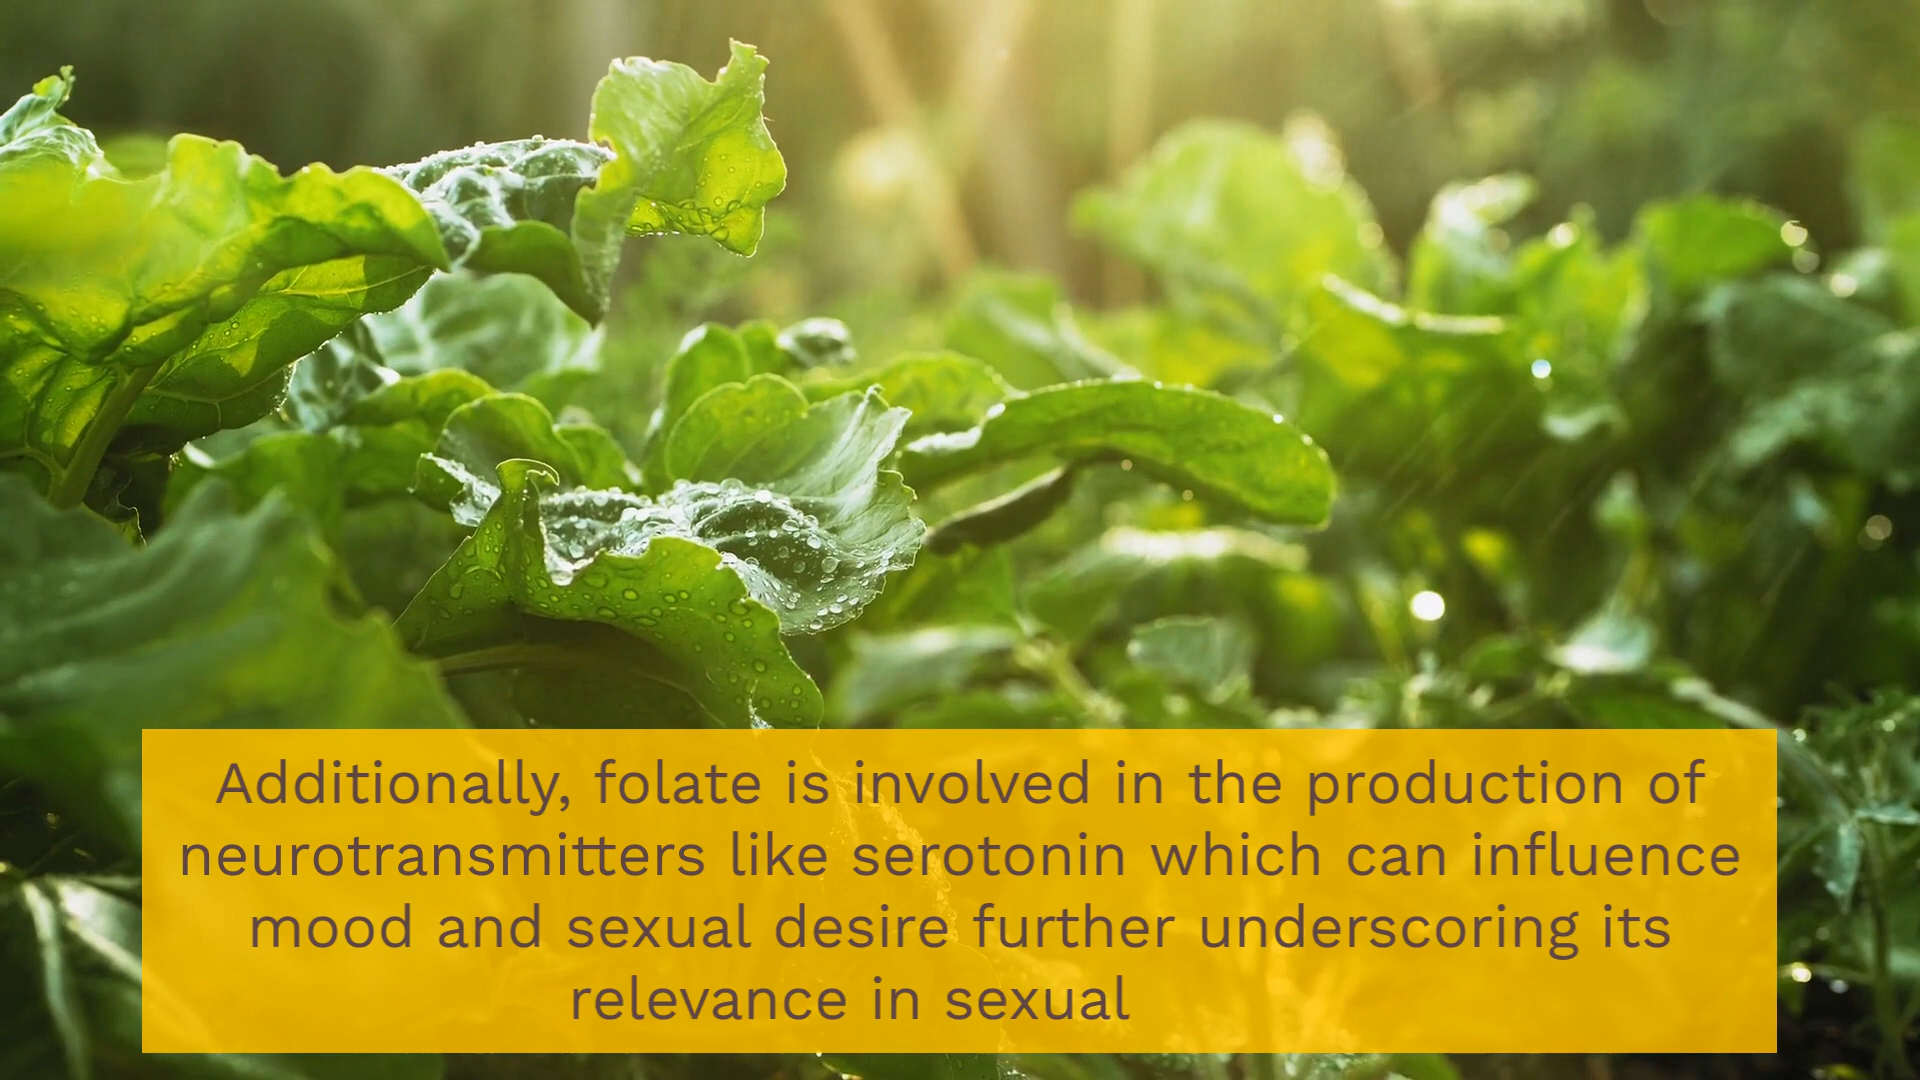 Additionally, folate is involved in the production of
neurotransmitters like serotonin which can influence
mood and sexual desire further underscoring its
relevance in sexual